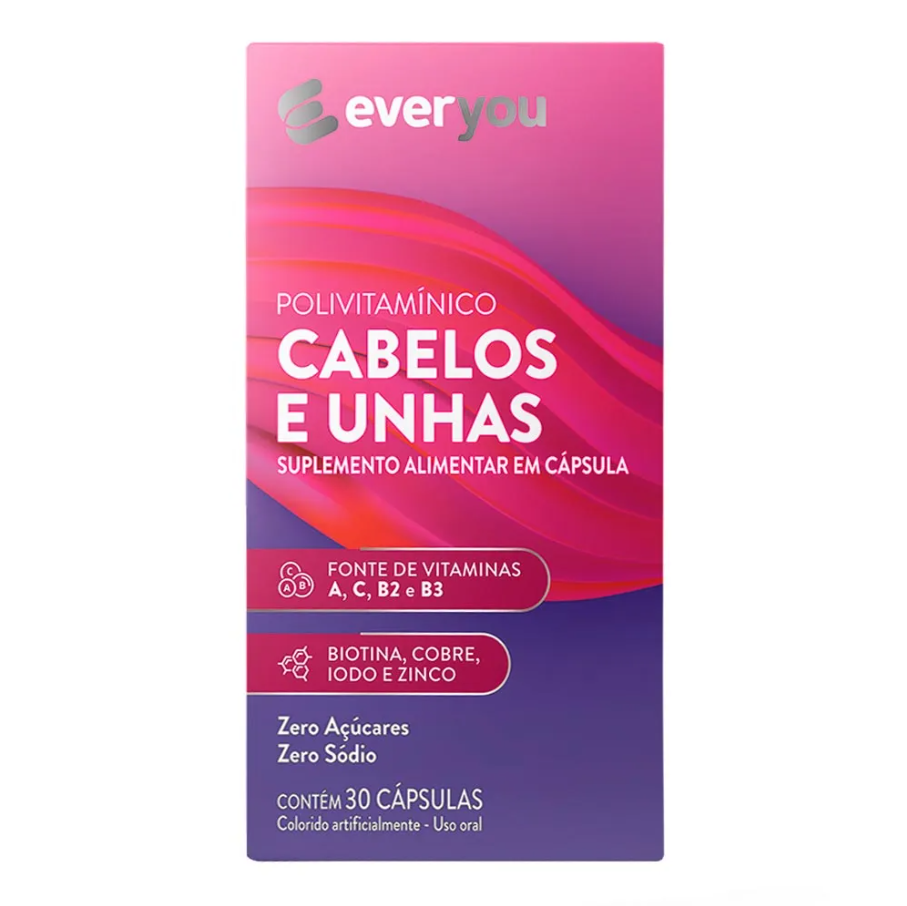 everyou
POLIVITAMÍNICO
CABELOS
E UNHAS
SUPLEMENTO ALIMENTAR EM CÁPSULA
C
A B
FONTE DE VITAMINAS
A, C, B2 e B3
BIOTINA, COBRE,
IODO E ZINCO
Zero Açúcares
Zero Sódio
CONTÉM 30 CÁPSULAS
Colorido artificialmente - Uso oral